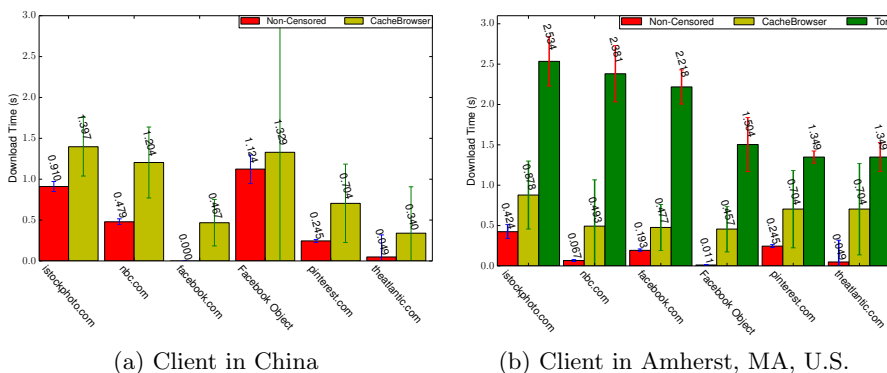 Non-Censored CacheBrowser
3.0
2.5
2.0
1.5
1.0
0.5
0.0
Download Time (s)
0.910
1.397
0.479
1.204
0.000
0.467
1.124
1.329
0.245
0.704
0.049
0.340
istockphoto.com
nbc.com
facebook.com
Facebook Object
pinterest.com
theatlantic.com
(a) Client in China
Non-Censored CacheBrowser Tor
3.0
2.5
2.0
1.5
1.0
0.5
0.0
Download Time (s)
0.424
0.878
2.534
0.067
0.493
2.381
0.193
0.477
2.218
0.011
0.457
1.504
0.245
0.704
1.349
0.049
0.704
1.349
istockphoto.com
nbc.com
facebook.com
Facebook Object
pinterest.com
theatlantic.com
(b) Client in Amherst, MA, U.S.